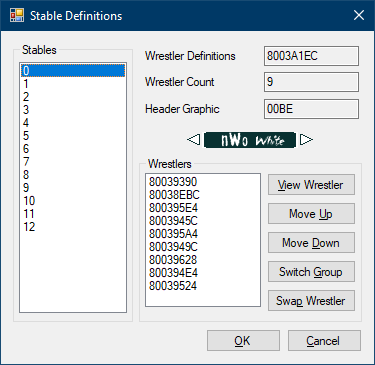 Stable Definitions
Stables
0
1
2
3
4
5
6
7
8
9
10
11
12
Wrestler Definitions
8003A1EC
Wrestler Count
9
Header Graphic
00BE
nWo White
Wrestlers
80039390
80038EBC
800395E4
8003945C
800395A4
8003949C
80039628
800394E4
80039524
View Wrestler
Move Up
Move Down
Switch Group
Swap Wrestler
OK
Cancel